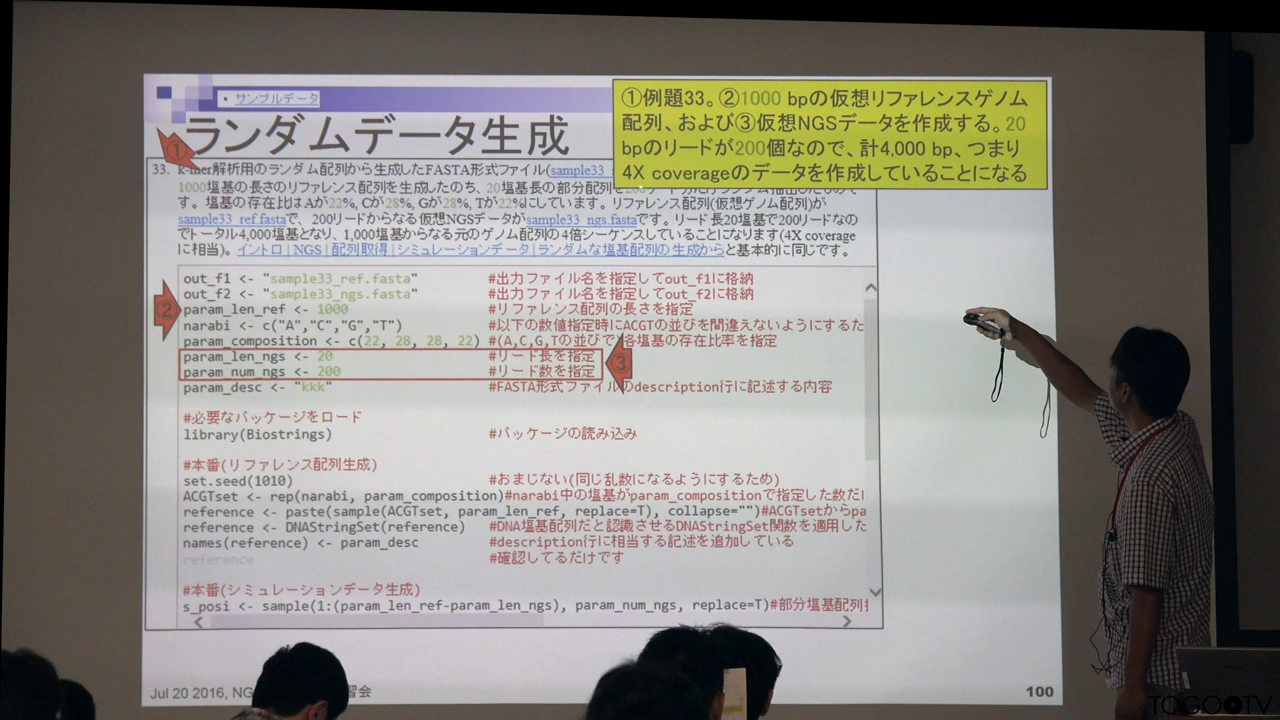 • サンプルデータ
ランダムデータ生成
①例題33。②1000 bpの仮想リファレンスゲノム
配列、および③仮想NGSデータを作成する。20
bpのリードが200個なので、計4,000 bp、つまり
4X coverageのデータを作成していることになる
①
33. k-mer解析用のランダム配列から生成したFASTA形式ファイル(sample33_
1000塩基の長さのリファレンス配列を生成したのち、20塩基長の部分配列を
す。塩基の存在比はAが22%, Cが28%, Gが28%, Tが22%にしています。リファレンス配列(仮想ゲノム配列)が
sample33_ref.fastaで、200リードからなる仮想NGSデータがsample33_ngs.fastaです。リード長20塩基で200リードなの
でトータル4,000塩基となり、1,000塩基からなる元のゲノム配列の4倍シーケンスしていることになります(4X coverage
に相当)。イントロ | NGS | 配列取得 | シミュレーションデータ | ランダムな塩基配列の生成からと基本的に同じです。
out_f1 <- "sample33_ref.fasta" #出力ファイル名を指定してout_f1に格納
out_f2 <- "sample33_ngs.fasta" #出力ファイル名を指定してout_f2に格納
② param_len_ref <- 1000 #リファレンス配列の長さを指定
narabi <- c("A","C","G","T") #以下の数値指定時にACGTの並びを間違えないようにするた
param_composition <- c(22, 28, 28, 22) #(A,C,G,Tの並びで)各塩基の存在比率を指定
param_len_ngs <- 20 #リード長を指定
param_num_ngs <- 200 #リード数を指定 ③
param_desc <- "kkk" #FASTA形式ファイルのdescription行に記述する内容
#必要なパッケージをロード
library(Biostrings) #パッケージの読み込み
#本番(リファレンス配列生成)
set.seed(1010) #おまじない(同じ乱数になるようにするため)
ACGTset <- rep(narabi, param_composition)#narabi中の塩基がparam_compositionで指定した数だけ
reference <- paste(sample(ACGTset, param_len_ref, replace=T), collapse="")#ACGTsetからpa
reference <- DNAStringSet(reference) #DNA塩基配列だと認識させるDNAStringSet関数を適用した
names(reference) <- param_desc #description行に相当する記述を追加している
reference #確認してるだけです
#本番(シミュレーションデータ生成)
s_posi <- sample(1:(param_len_ref-param_len_ngs), param_num_ngs, replace=T)#部分塩基配列
Jul 20 2016, NG 習会 100
TOGOTV